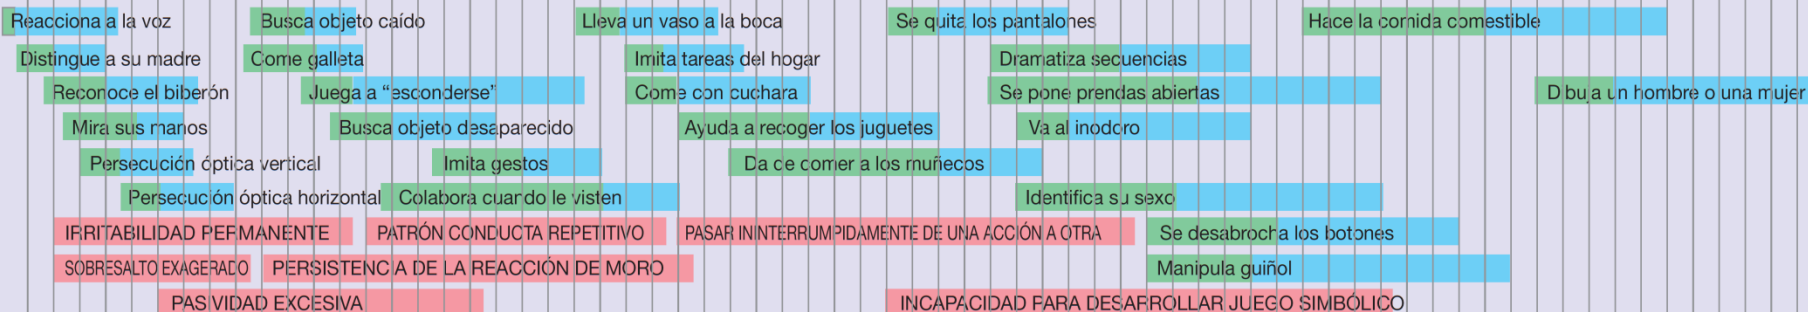 Reacciona a la voz
Busca objeto caído
Lleva un vaso a la boca
Se quita los pantalones
Hace la comida comestible
Distingue a su madre
Come galleta
Imita tareas del hogar
Dramatiza secuencias
Reconoce el biberón
Juega a “esconderse”
Come con cuchara
Se pone prendas abiertas
Dibuja un hombre o una mujer
Mira sus manos
Busca objeto desaparecido
Ayuda a recoger los juguetes
Va al inodoro
Persecución óptica vertical
Imita gestos
Da de comer a los muñecos
Persecución óptica horizontal
Colabora cuando le visten
Identifica su sexo
IRRITABILIDAD PERMANENTE
PATRÓN CONDUCTA REPETITIVO
PASAR ININTERRUMPIDAMENTE DE UNA ACCIÓN A OTRA
Se desabrocha los botones
SOBRESALTO EXAGERADO
PERSISTENCIA DE LA REACCIÓN DE MORO
Manipula guiñol
PASIVIDAD EXCESIVA
INCAPACIDAD PARA DESARROLLAR JUEGO SIMBÓLICO